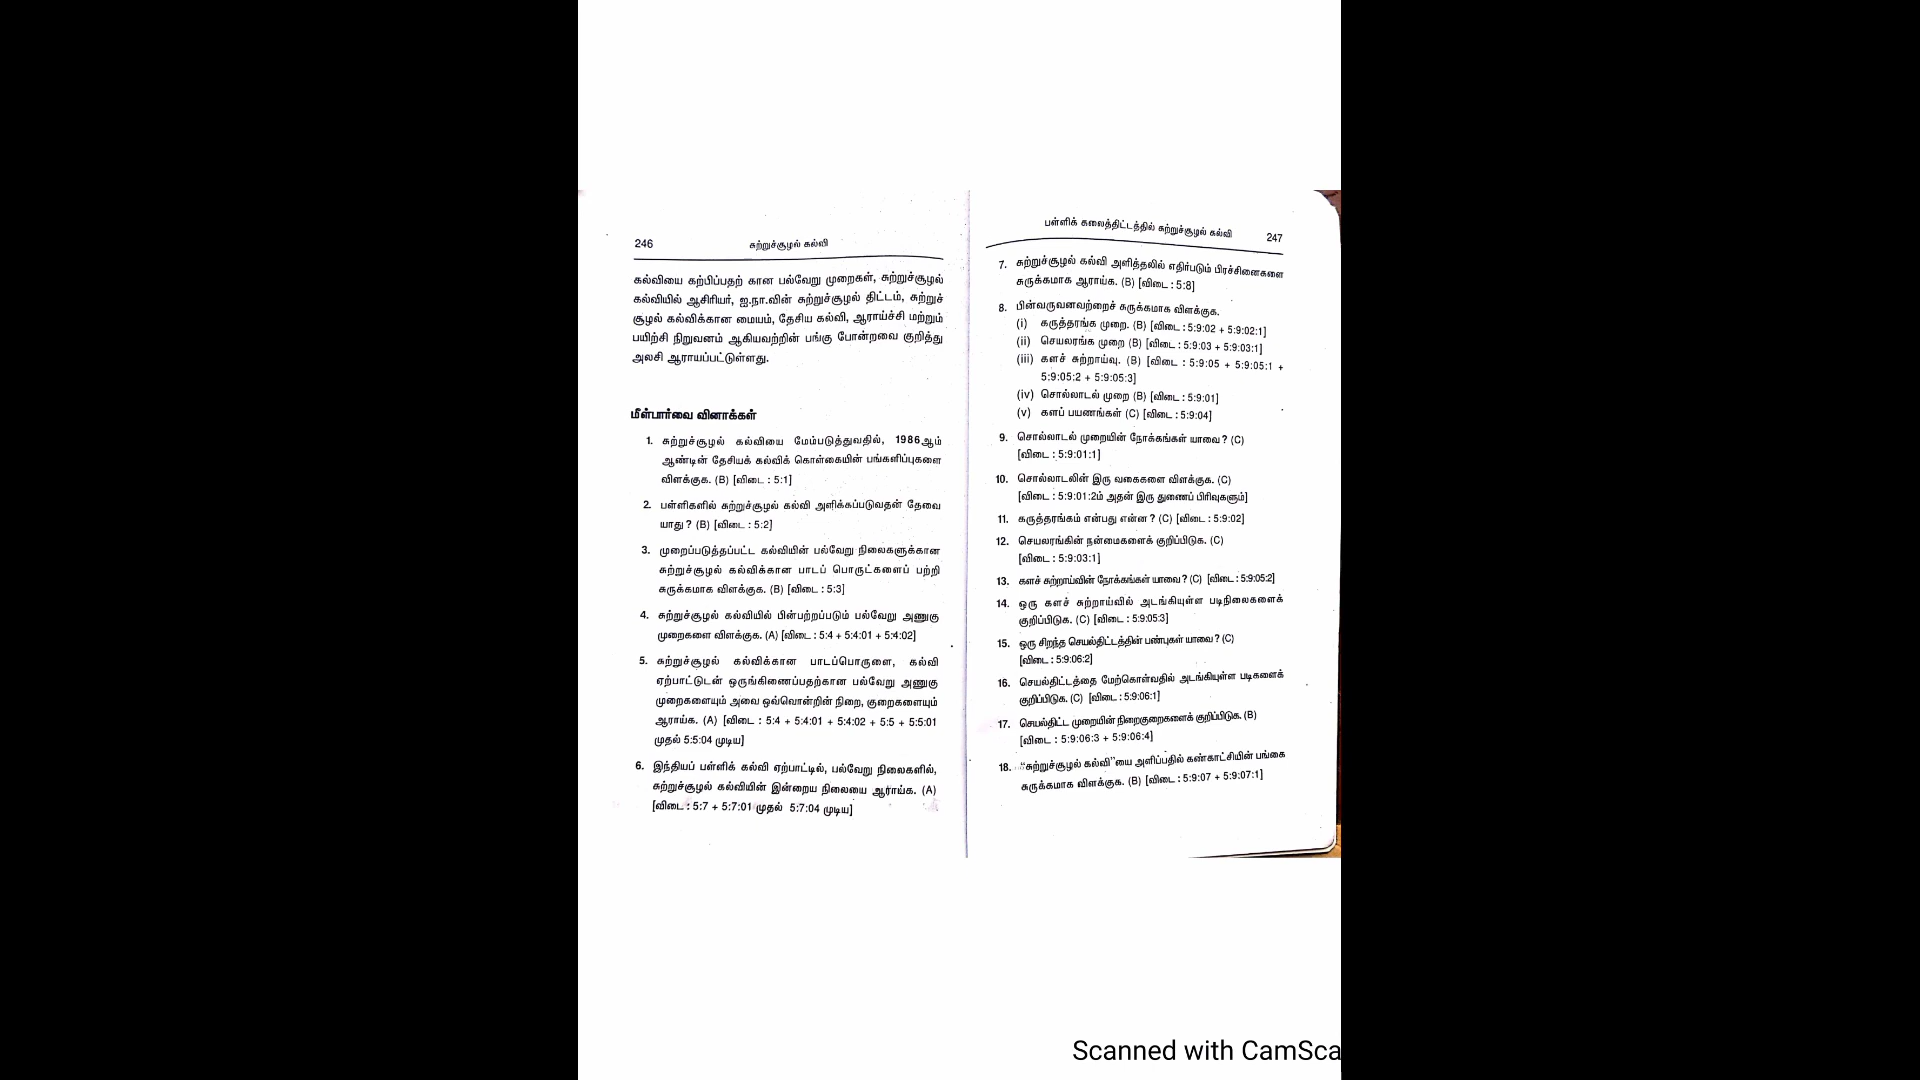 246 சுற்றுச்சூழல் கல்வி
கல்வியை கற்பிப்பதற் கான பல்வேறு முறைகள், சுற்றுச்சூழல்
கல்வியில் ஆசிரியர், ஐ.நா.வின் சுற்றுச்சூழல் திட்டம், சுற்றுச்
சூழல் கல்விக்கான மையம், தேசிய கல்வி, ஆராய்ச்சி மற்றும்
பயிற்சி நிறுவனம் ஆகியவற்றின் பங்கு போன்றவை குறித்து
அலசி ஆராயப்பட்டுள்ளது.
மீள்பார்வை வினாக்கள்
1. சுற்றுச்சூழல் கல்வியை மேம்படுத்துவதில், 1986ஆம்
ஆண்டின் தேசியக் கல்விக் கொள்கையின் பங்களிப்புகளை
விளக்குக. (B) [விடை : 5:1]
2. பள்ளிகளில் சுற்றுச்சூழல் கல்வி அளிக்கப்படுவதன் தேவை
யாது ? (B) [விடை : 5:2]
3. முறைப்படுத்தப்பட்ட கல்வியின் பல்வேறு நிலைகளுக்கான
சுற்றுச்சூழல் கல்விக்கான பாடப் பொருட்களைப் பற்றி
சுருக்கமாக விளக்குக. (B) [விடை : 5:3]
4. சுற்றுச்சூழல் கல்வியில் பின்பற்றப்படும் பல்வேறு அணுகு
முறைகளை விளக்குக. (A) [விடை : 5:4 + 5:4:01 + 5:4:02]
5. சுற்றுச்சூழல் கல்விக்கான பாடப்பொருளை, கல்வி
ஏற்பாட்டுடன் ஒருங்கிணைப்பதற்கான பல்வேறு அணுகு
முறைகளையும் அவை ஒவ்வொன்றின் நிறை, குறைகளையும்
ஆராய்க. (A) [விடை : 5:4 + 5:4:01 + 5:4:02 + 5:5 + 5:5:01
முதல் 5:5:04 முடிய]
6. இந்தியப் பள்ளிக் கல்வி ஏற்பாட்டில், பல்வேறு நிலைகளில்,
சுற்றுச்சூழல் கல்வியின் இன்றைய நிலையை ஆராய்க. (A)
[விடை : 5:7 + 5:7:01 முதல் 5:7:04 முடிய]
பள்ளிக் கலைத்திட்டத்தில் சுற்றுச்சூழல் கல்வி 247
7. சுற்றுச்சூழல் கல்வி அளித்தலில் எதிர்படும் பிரச்சினைகளை
சுருக்கமாக ஆராய்க. (B) [விடை : 5:8]
8. பின்வருவனவற்றைச் சுருக்கமாக விளக்குக.
(i) கருத்தரங்க முறை. (B) [விடை : 5:9:02 + 5:9:02:1]
(ii) செயலரங்க முறை (B) [விடை : 5:9:03 + 5:9:03:1]
(iii) களச் சுற்றாய்வு. (B) [விடை : 5:9:05 + 5:9:05:1 +
5:9:05:2 + 5:9:05:3]
(iv) சொல்லாடல் முறை (B) [விடை : 5:9:01]
(v) களப் பயணங்கள் (C) [விடை : 5:9:04]
9. சொல்லாடல் முறையின் நோக்கங்கள் யாவை ? (C)
[விடை : 5:9:01:1]
10. சொல்லாடலின் இரு வகைகளை விளக்குக. (C)
[விடை : 5:9:01:2ம் அதன் இரு துணைப் பிரிவுகளும்]
11. கருத்தரங்கம் என்பது என்ன ? (C) [விடை : 5:9:02]
12. செயலரங்கின் நன்மைகளைக் குறிப்பிடுக. (C)
[விடை : 5:9:03:1]
13. களச் சுற்றாய்வின் நோக்கங்கள் யாவை ? (C) [விடை : 5:9:05:2]
14. ஒரு களச் சுற்றாய்வில் அடங்கியுள்ள படிநிலைகளைக்
குறிப்பிடுக. (C) [விடை : 5:9:05:3]
15. ஒரு சிறந்த செயல்திட்டத்தின் பண்புகள் யாவை ? (C)
[விடை : 5:9:06:2]
16. செயல்திட்டத்தை மேற்கொள்வதில் அடங்கியுள்ள படிகளைக்
குறிப்பிடுக. (C) [விடை : 5:9:06:1]
17. செயல்திட்ட முறையின் நிறைகுறைகளைக் குறிப்பிடுக. (B)
[விடை : 5:9:06:3 + 5:9:06:4]
18. "சுற்றுச்சூழல் கல்வி"யை அளிப்பதில் கண்காட்சியின் பங்கை
சுருக்கமாக விளக்குக. (B) [விடை : 5:9:07 + 5:9:07:1]
Scanned with CamSca